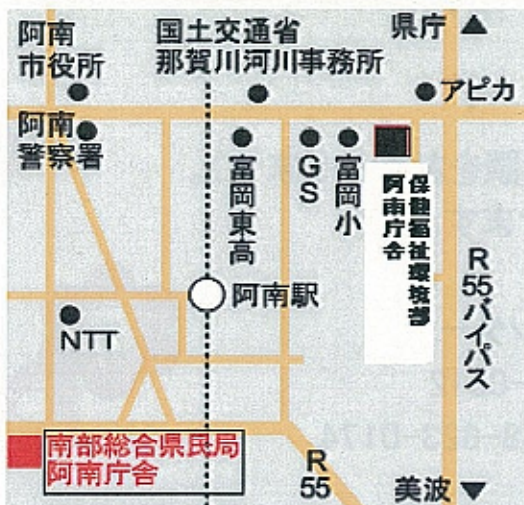 阿南
市役所
国土交通省
那賀川河川事務所
県庁▲
アピカ
阿南
警察署
富岡東高
GS
富岡小
保健福祉環境部
阿南庁舎
阿南駅
R
55バイパス
NTT
南部総合県民局
阿南庁舎
R
55
美波▼